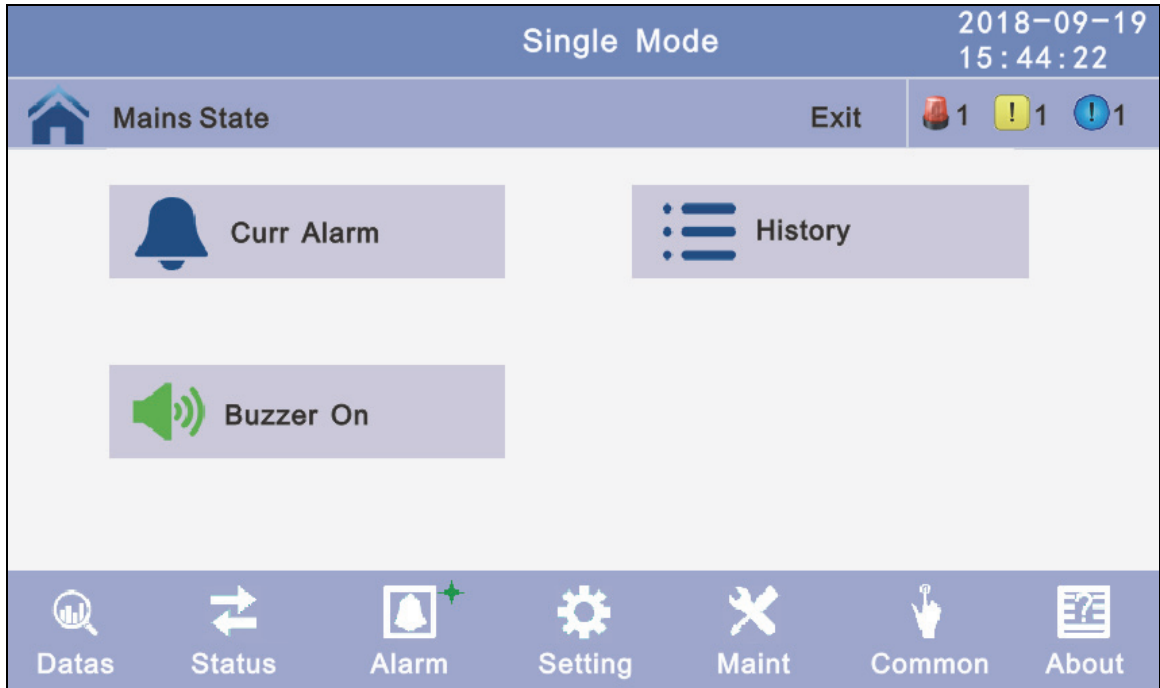 Single Mode
2018-09-19
15:44:22
Mains State
Exit
1
! 1
! 1
Curr Alarm
History
Buzzer On
?
Datas
Status
Alarm
Setting
Maint
Common
About